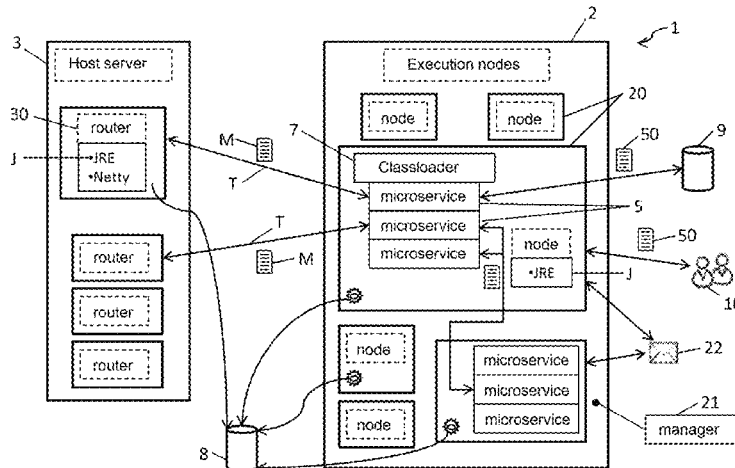 2
1
3
Host server
Execution nodes
30
router
node
node
20
50
9
M
7
Classloader
J
•JRE
•Netty
microservice
T
5
microservice
T
microservice
node
50
router
M
•JRE
J
10
router
node
microservice
22
router
microservice
node
microservice
21
manager
8